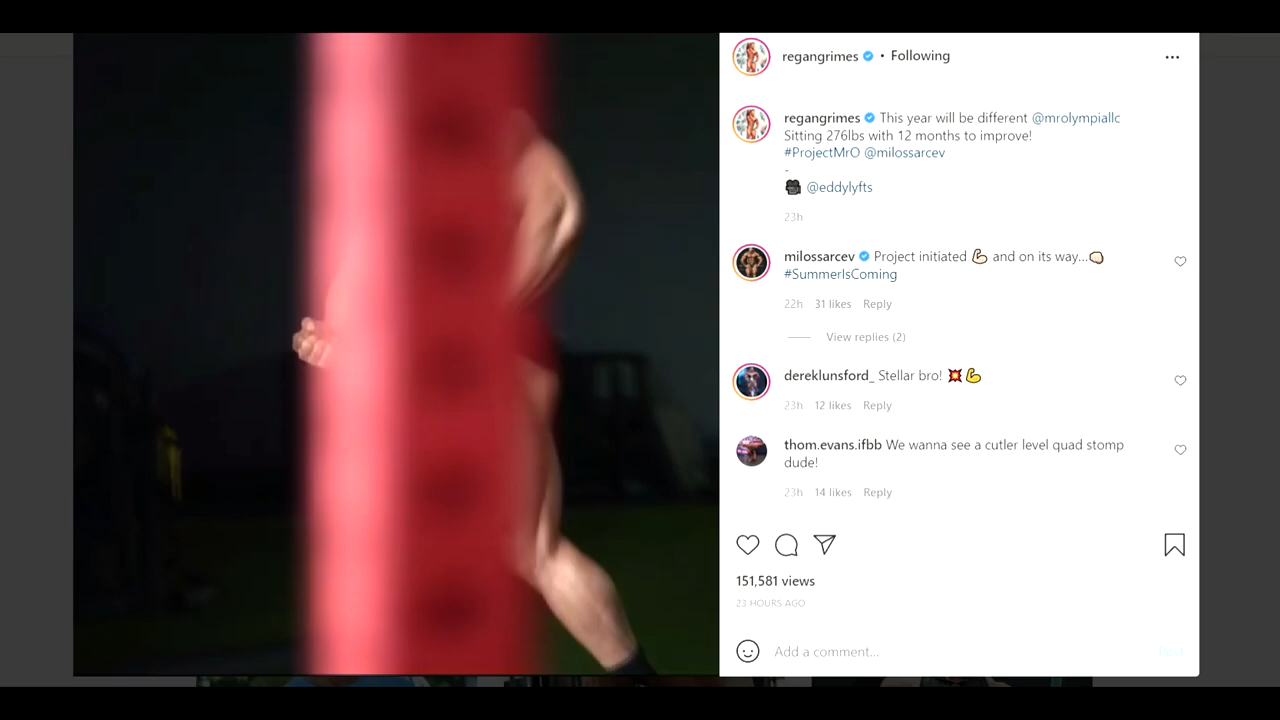 regangrimes • Following
regangrimes This year will be different @mrolympiallc
Sitting 276lbs with 12 months to improve!
#ProjectMrO @milossarcev
-
🎥 @eddylyfts
23h
milossarcev Project initiated 💪🏻 and on its way...👊🏻
#SummerIsComing
22h 31 likes Reply
View replies (2)
dereklunsford_ Stellar bro! 💥💪
23h 12 likes Reply
thom.evans.ifbb We wanna see a cutler level quad stomp
dude!
23h 14 likes Reply
151,581 views
23 HOURS AGO
Add a comment... Post